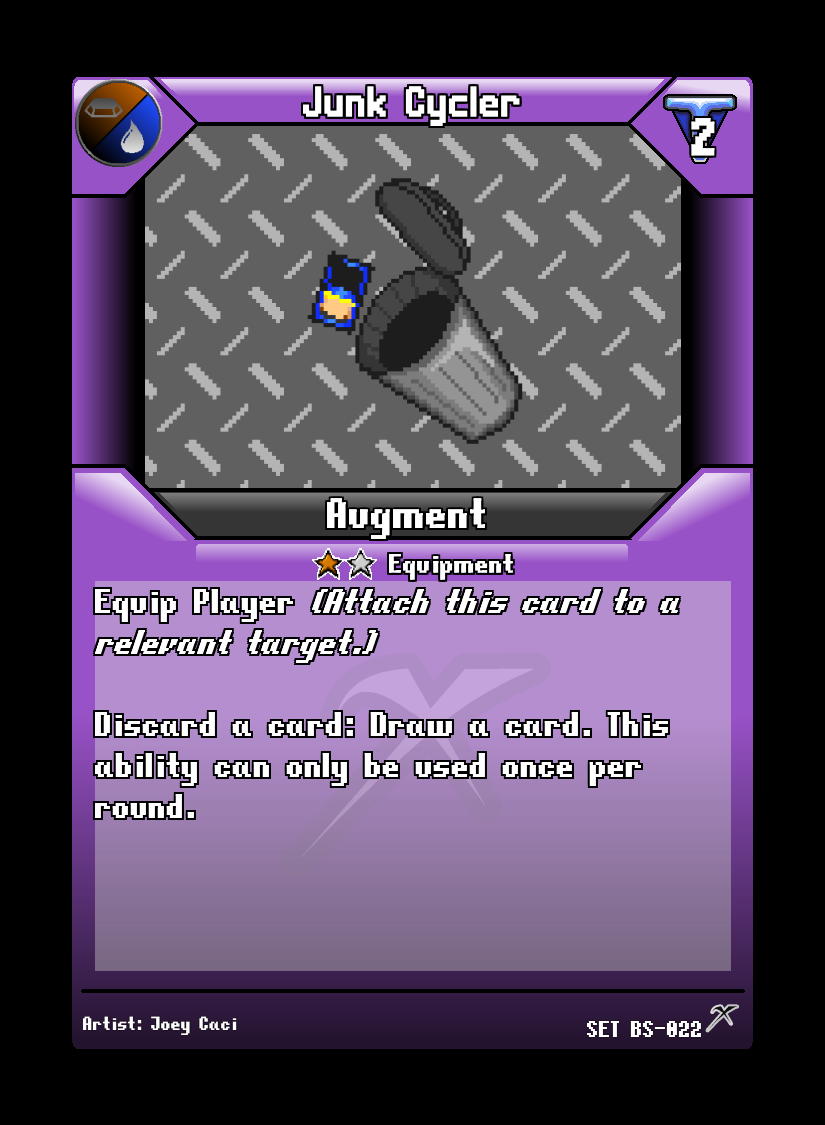 Junk Cycler
2
Augment
Equipment
Equip Player (Attach this card to a
relevant target.)
Discard a card: Draw a card. This
ability can only be used once per
round.
Artist: Joey Caci
SET BS-022